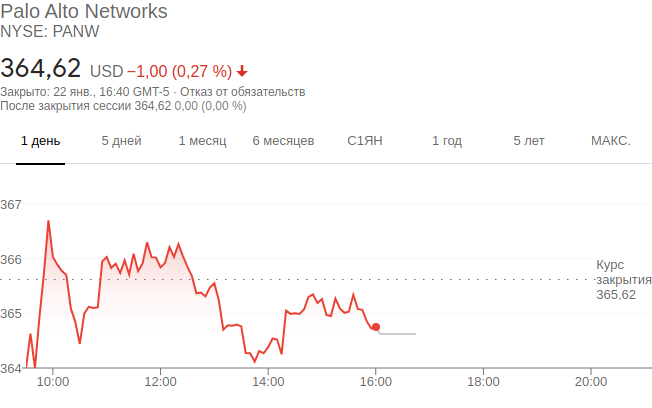 Palo Alto Networks
NYSE: PANW
364,62 USD −1,00 (0,27 %)
Закрыто: 22 янв., 16:40 GMT-5 · Отказ от обязательств
После закрытия сессии 364,62 0,00 (0,00 %)
1 день 5 дней 1 месяц 6 месяцев С1ЯН 1 год 5 лет МАКС.
367
366
Курс
закрытия
365,62
365
364
10:00 12:00 14:00 16:00 18:00 20:00